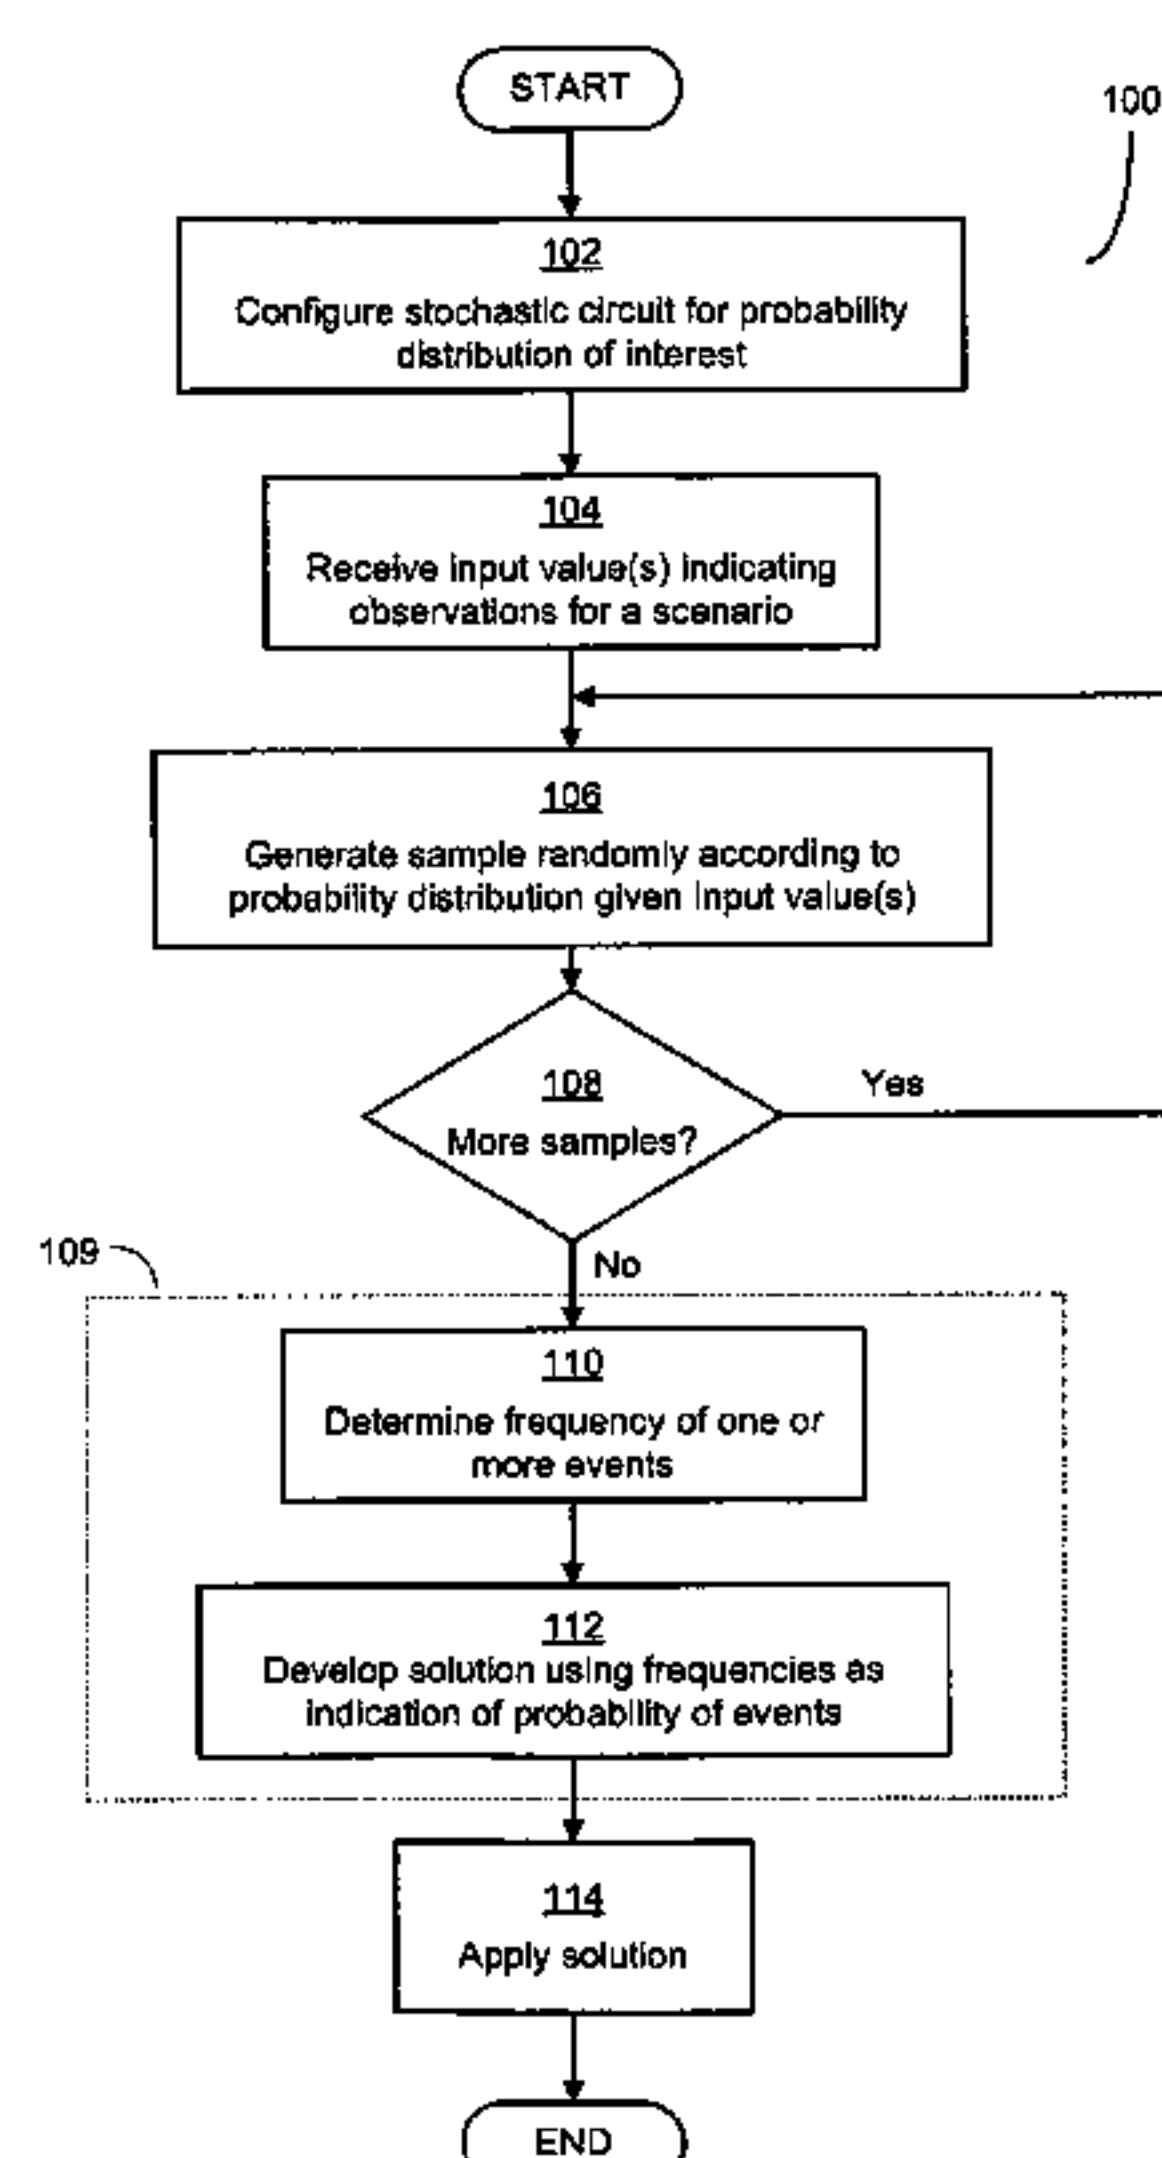 START
100
102
Configure stochastic circuit for probability
distribution of interest
104
Receive input value(s) indicating
observations for a scenario
106
Generate sample randomly according to
probability distribution given input value(s)
108
More samples?
Yes
No
109
110
Determine frequency of one or
more events
112
Develop solution using frequencies as
indication of probability of events
114
Apply solution
END